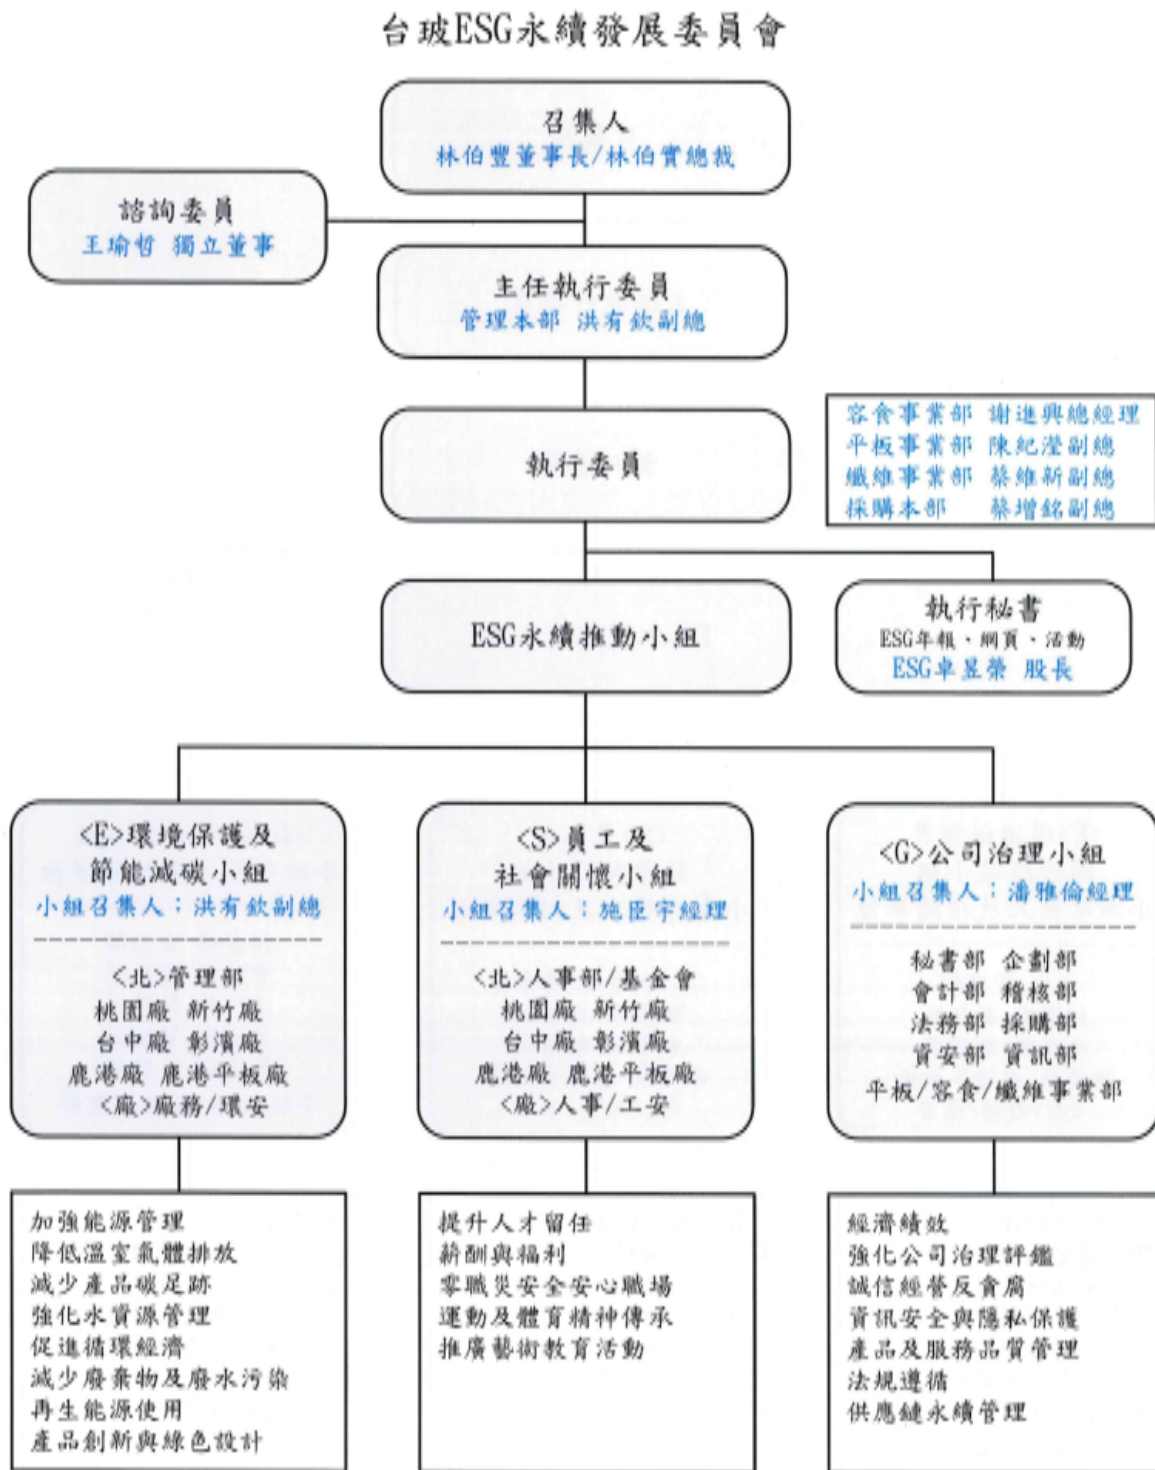 台玻ESG永續發展委員會
召集人
林伯豐董事長/林伯實總裁
諮詢委員
王瑜哲 獨立董事
主任執行委員
管理本部 洪有欽副總
執行委員
容食事業部 謝進興總經理
平板事業部 陳紀瀅副總
纖維事業部 蔡維新副總
採購本部 蔡增銘副總
ESG永續推動小組
執行秘書
ESG年報、網頁、活動
ESG卓昱榮 股長
<E>環境保護及
節能減碳小組
小組召集人：洪有欽副總
<北>管理部
桃園廠 新竹廠
台中廠 彰濱廠
鹿港廠 鹿港平板廠
<廠>廠務/環安
加強能源管理
降低溫室氣體排放
減少產品碳足跡
強化水資源管理
促進循環經濟
減少廢棄物及廢水污染
再生能源使用
產品創新與綠色設計
<S>員工及
社會關懷小組
小組召集人：施臣宇經理
<北>人事部/基金會
桃園廠 新竹廠
台中廠 彰濱廠
鹿港廠 鹿港平板廠
<廠>人事/工安
提升人才留任
薪酬與福利
零職災安全安心職場
運動及體育精神傳承
推廣藝術教育活動
<G>公司治理小組
小組召集人：潘雅倫經理
秘書部 企劃部
會計部 稽核部
法務部 採購部
資安部 資訊部
平板/容食/纖維事業部
經濟績效
強化公司治理評鑑
誠信經營反貪腐
資訊安全與隱私保護
產品及服務品質管理
法規遵循
供應鏈永續管理